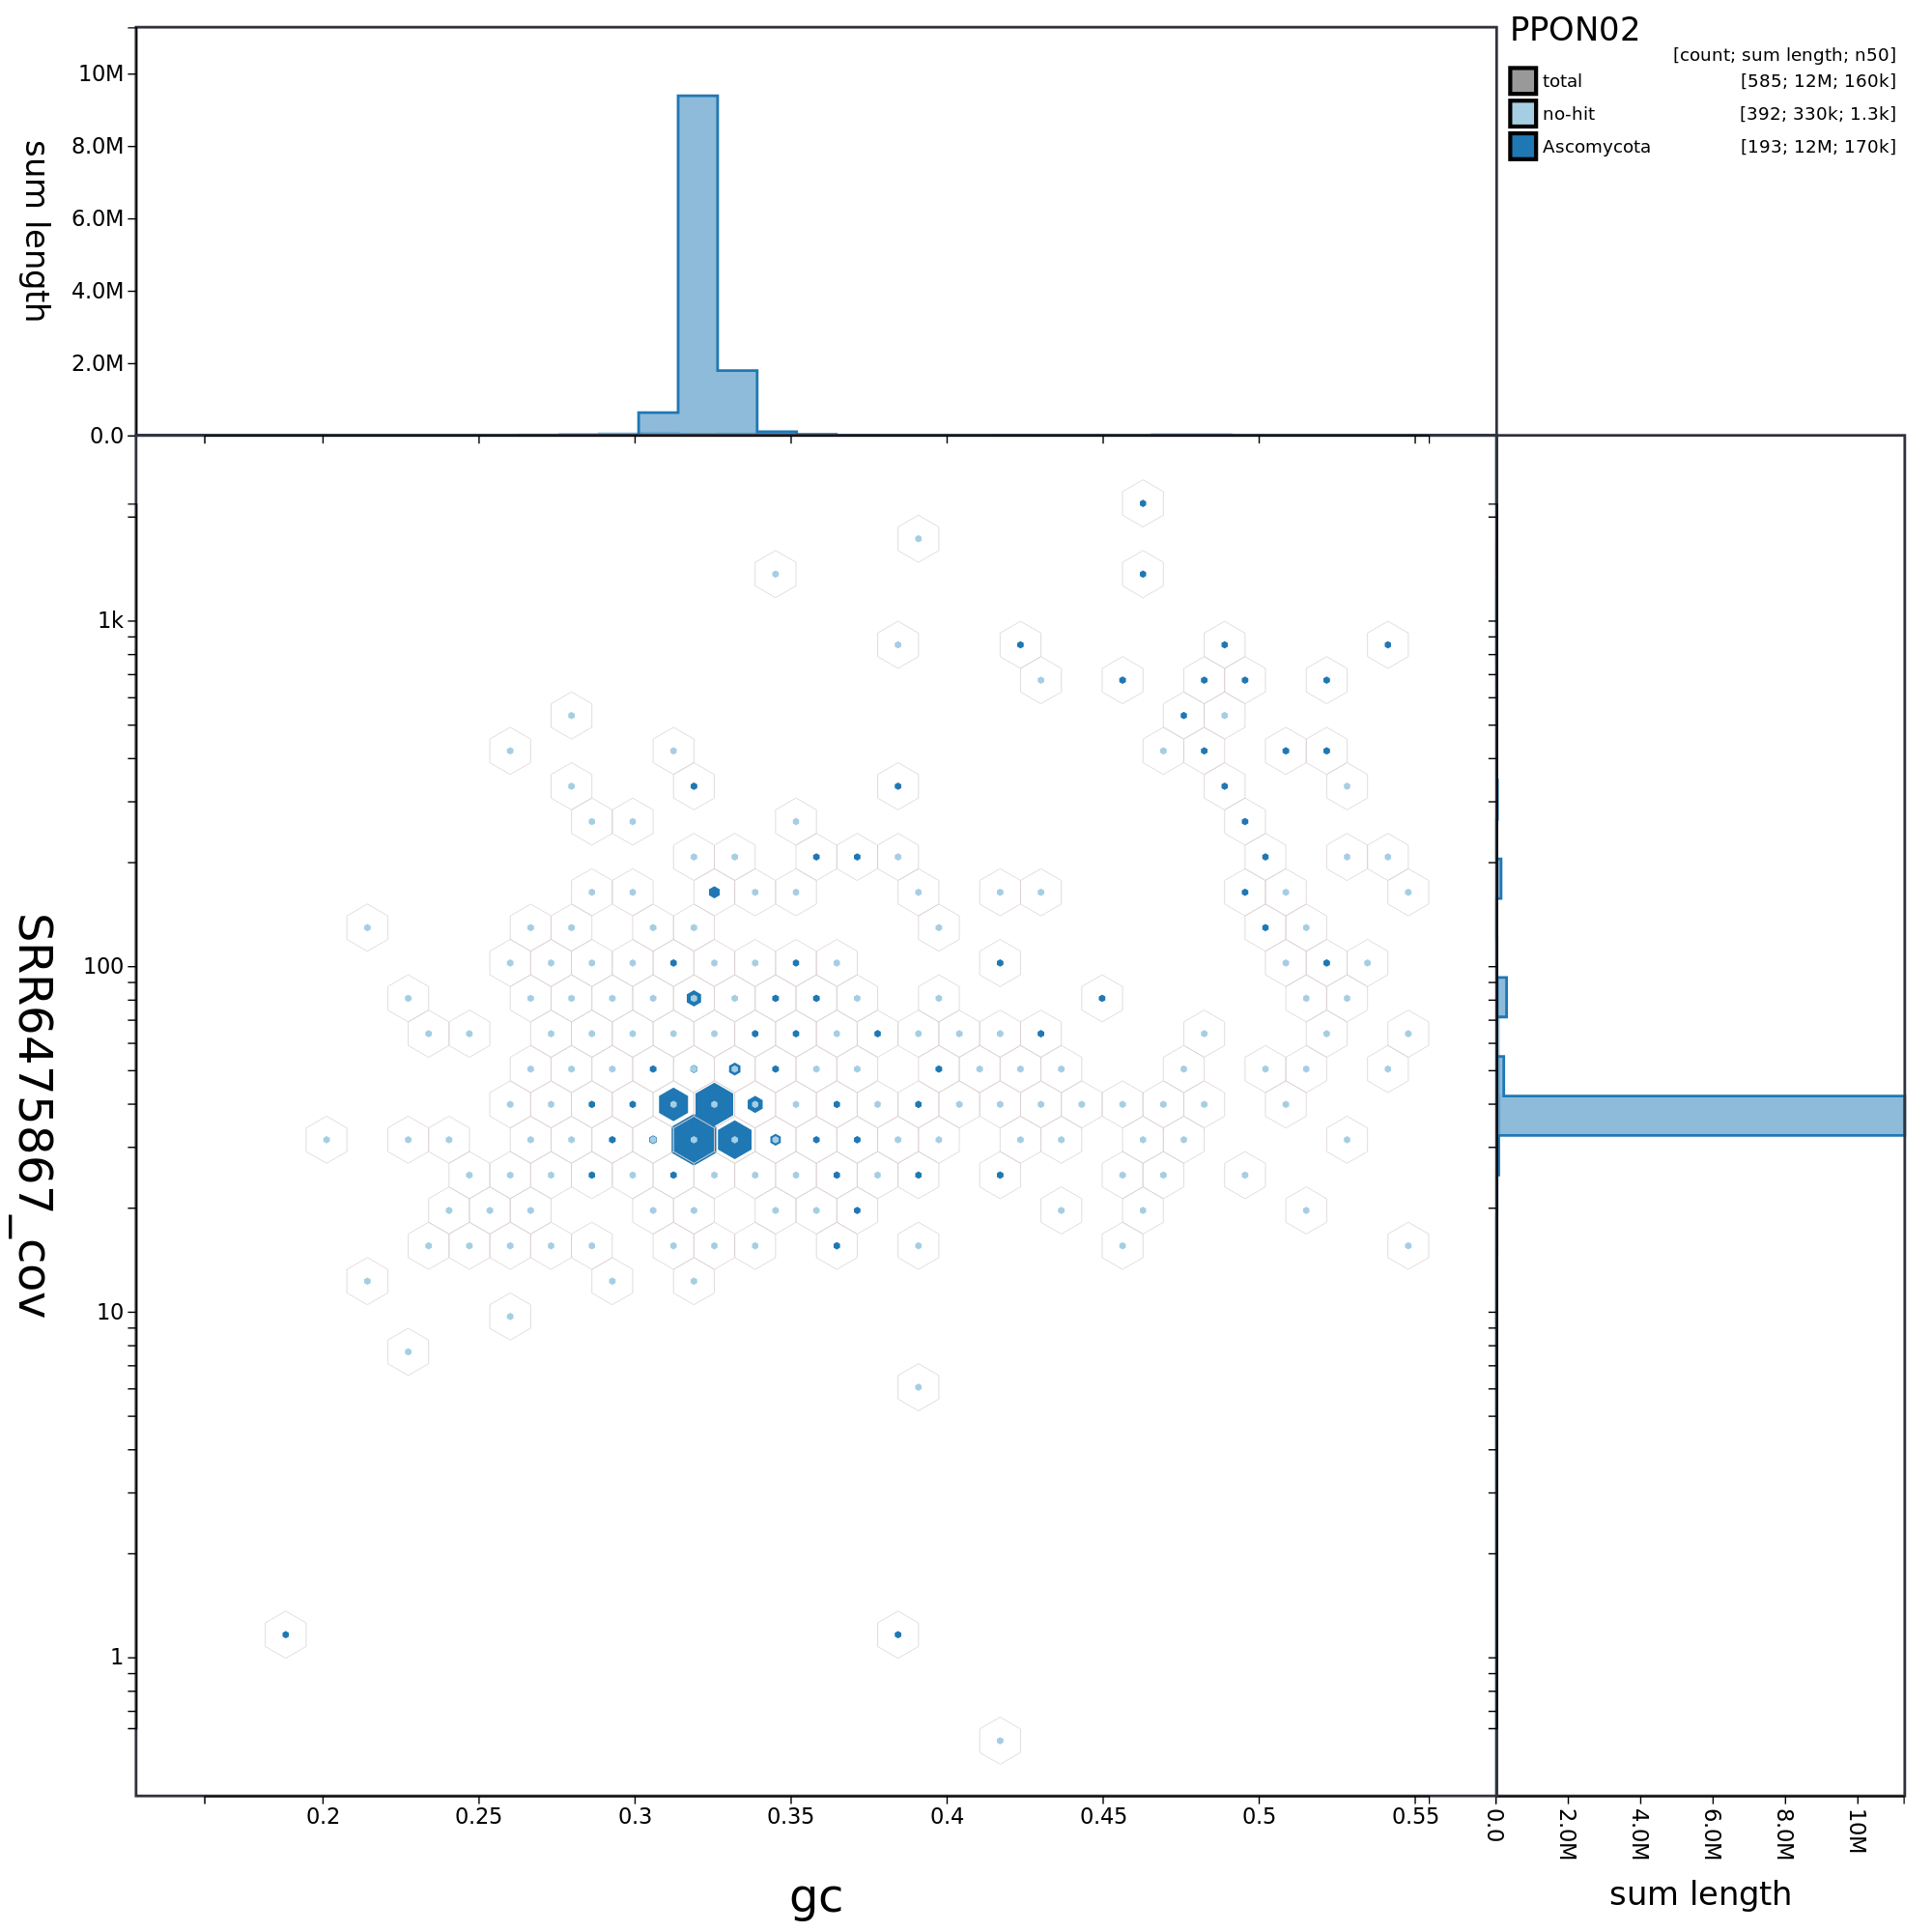 PPON02
[count; sum length; n50]
total [585; 12M; 160k]
no-hit [392; 330k; 1.3k]
Ascomycota [193; 12M; 170k]
sum length
10M
8.0M
6.0M
4.0M
2.0M
0.0
SRR6475867_cov
1k
100
10
1
0.2 0.25 0.3 0.35 0.4 0.45 0.5 0.55
gc
0.0 2.0M 4.0M 6.0M 8.0M 10M
sum length